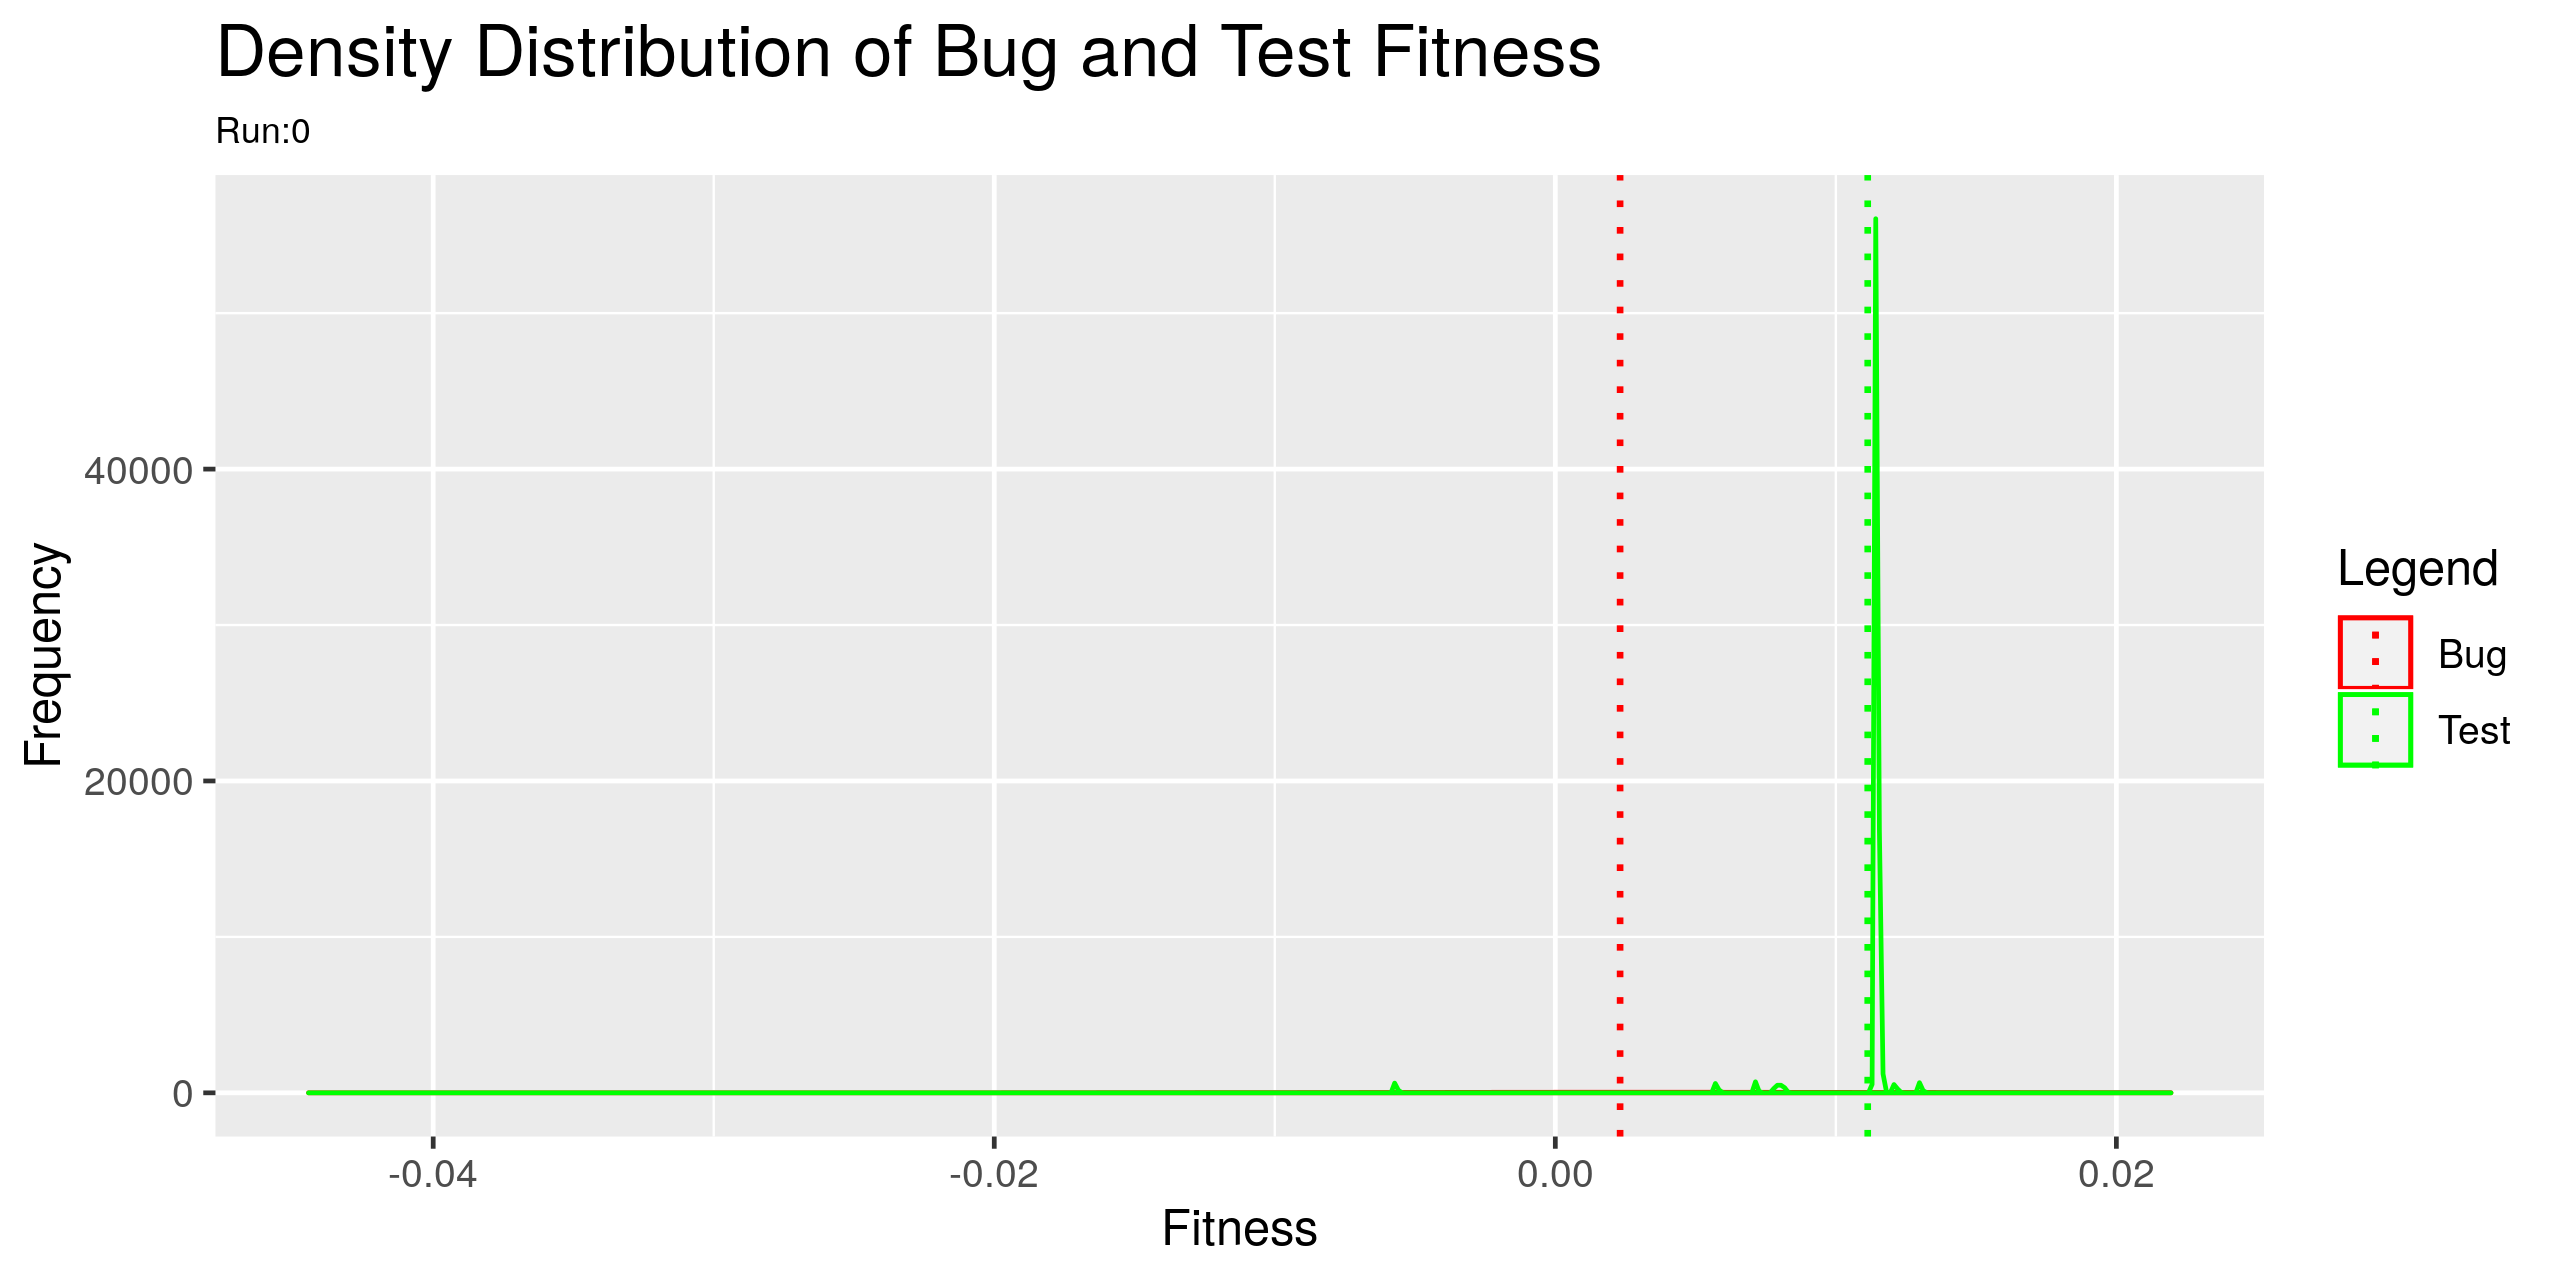 Density Distribution of Bug and Test Fitness
Run:0
Frequency
40000
20000
0
-0.04
-0.02
0.00
0.02
Fitness
Legend
Bug
Test